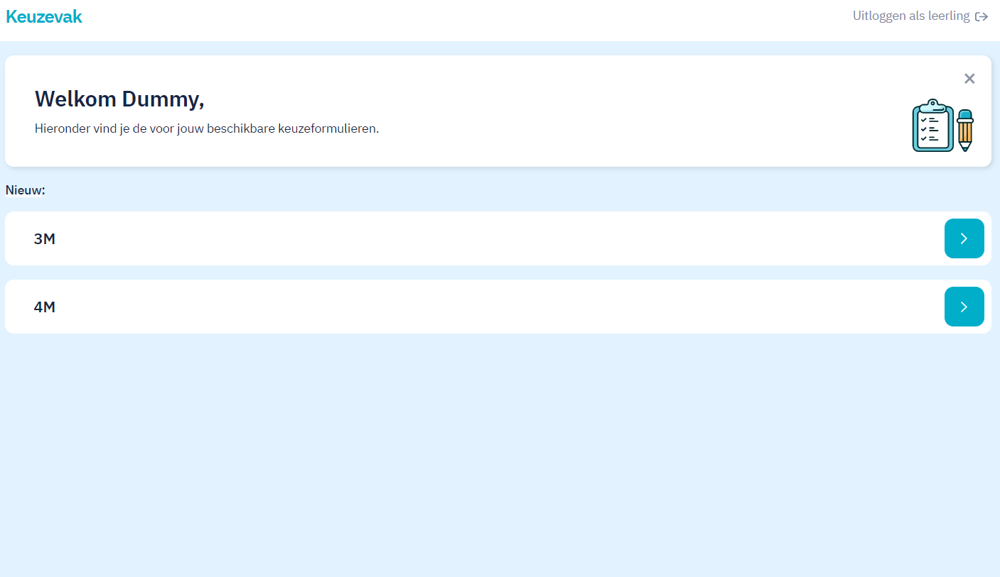 Keuzevak
Uitloggen als leerling
Welkom Dummy,
Hieronder vind je de voor jouw beschikbare keuzeformulieren.
Nieuw:
3M
4M